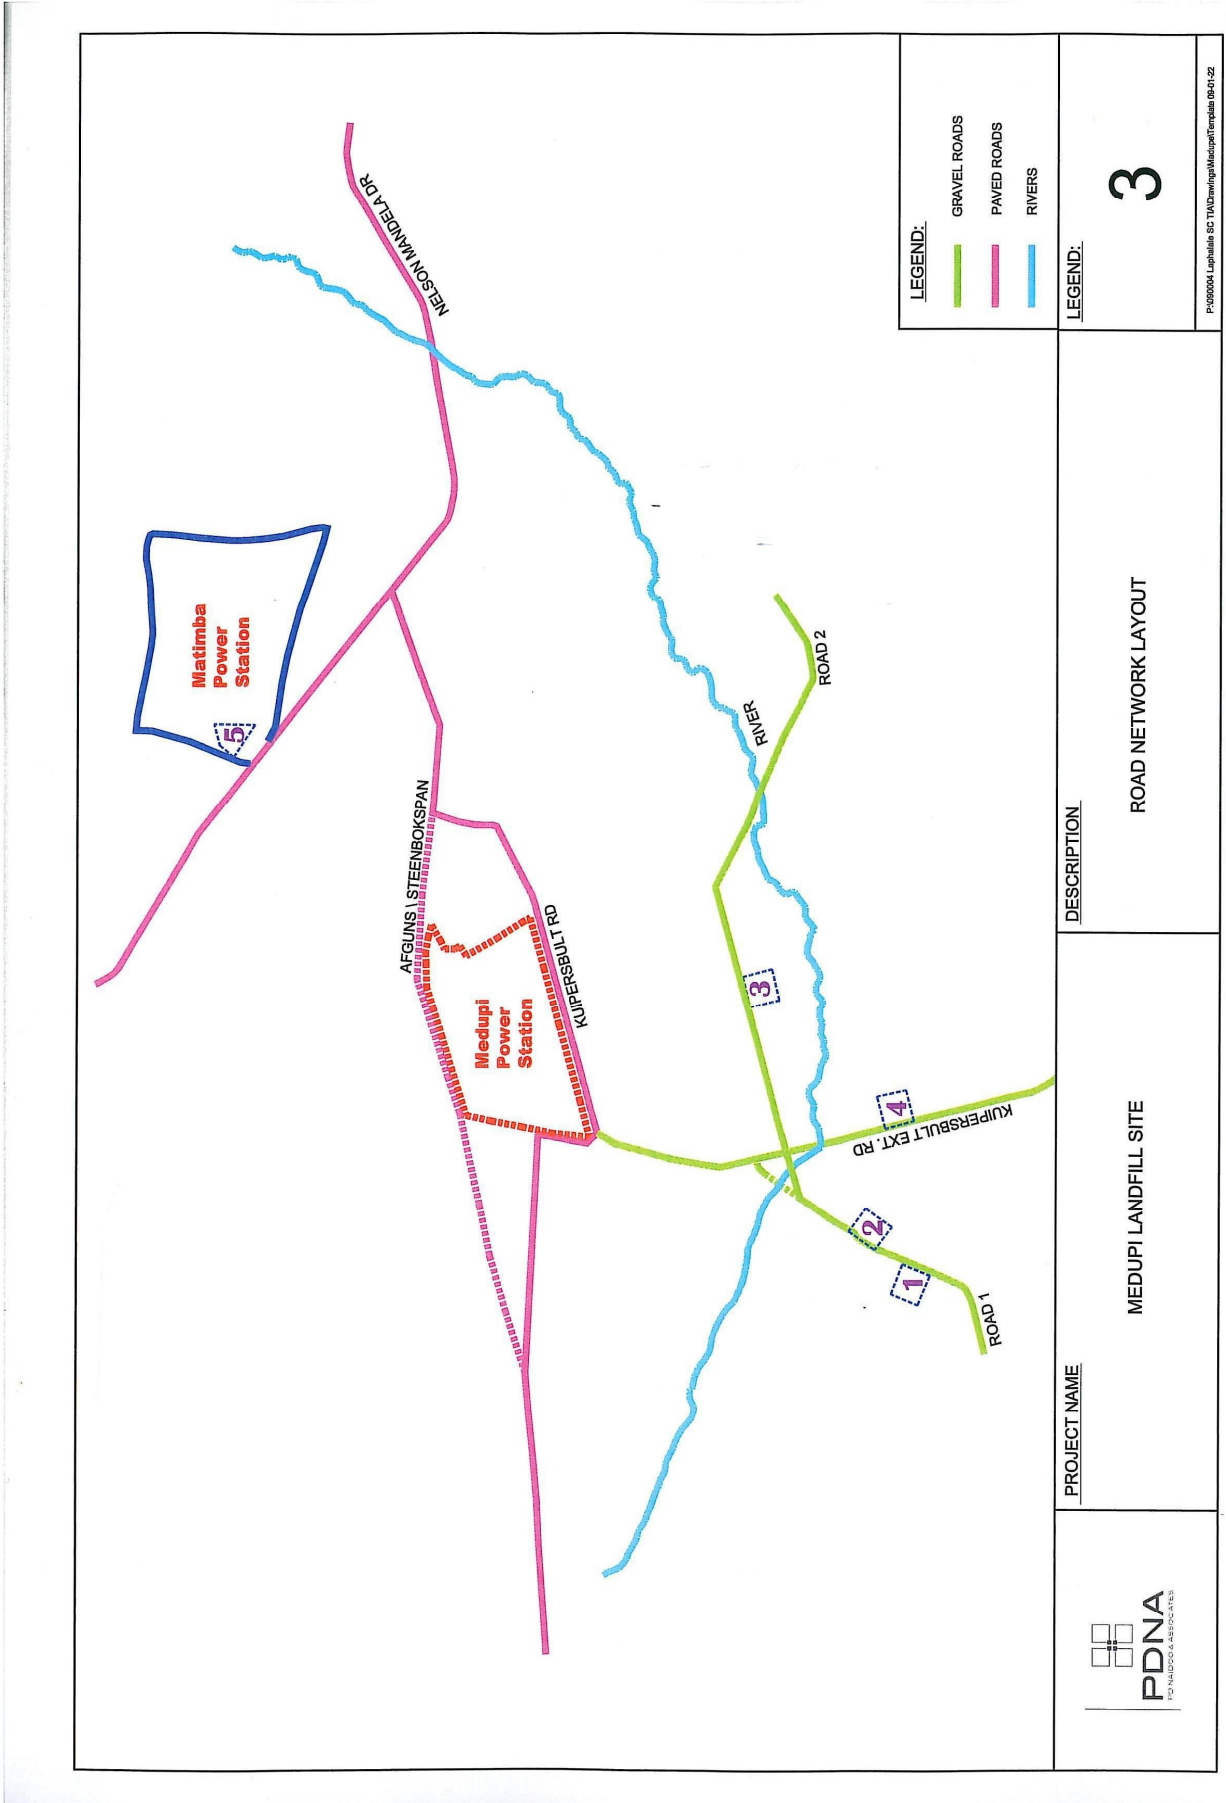 Matimba
Power
Station
5
NELSON MANDELA DR
AFGUNS \ STEENBOKSPAN
Medupi
Power
Station
KUIPERSBULT RD
RIVER
ROAD 2
3
4
KUIPERSBULT EXT. RD
2
1
ROAD 1
LEGEND:
GRAVEL ROADS
PAVED ROADS
RIVERS
PDNA
PD NAIDOO & ASSOCIATES
PROJECT NAME
MEDUPI LANDFILL SITE
DESCRIPTION
ROAD NETWORK LAYOUT
LEGEND:
3
P:\090004 Laphalale SC TIA\Drawings\Madupe\Template 09-01-22